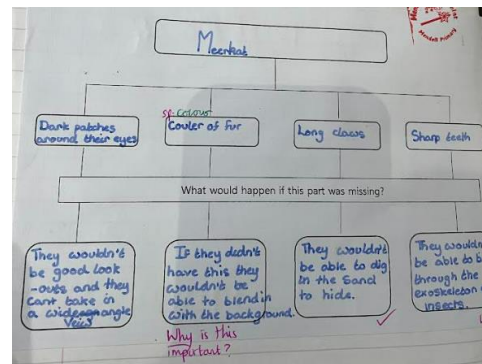 Meerkat
sp. colour
Dark patches
around their eyes
Couler of fur
Long claws
Sharp teeth
What would happen if this part was missing?
They wouldn't
be good look
-outs and they
cant take in
a wide angle
veiw
If they didn't
have this they
wouldn't be
able to blend in
with the background.
They wouldn't
be able to dig
in the sand
to hide.
They
be able to
through the
exoskeleton
insects.
Why is this
important?